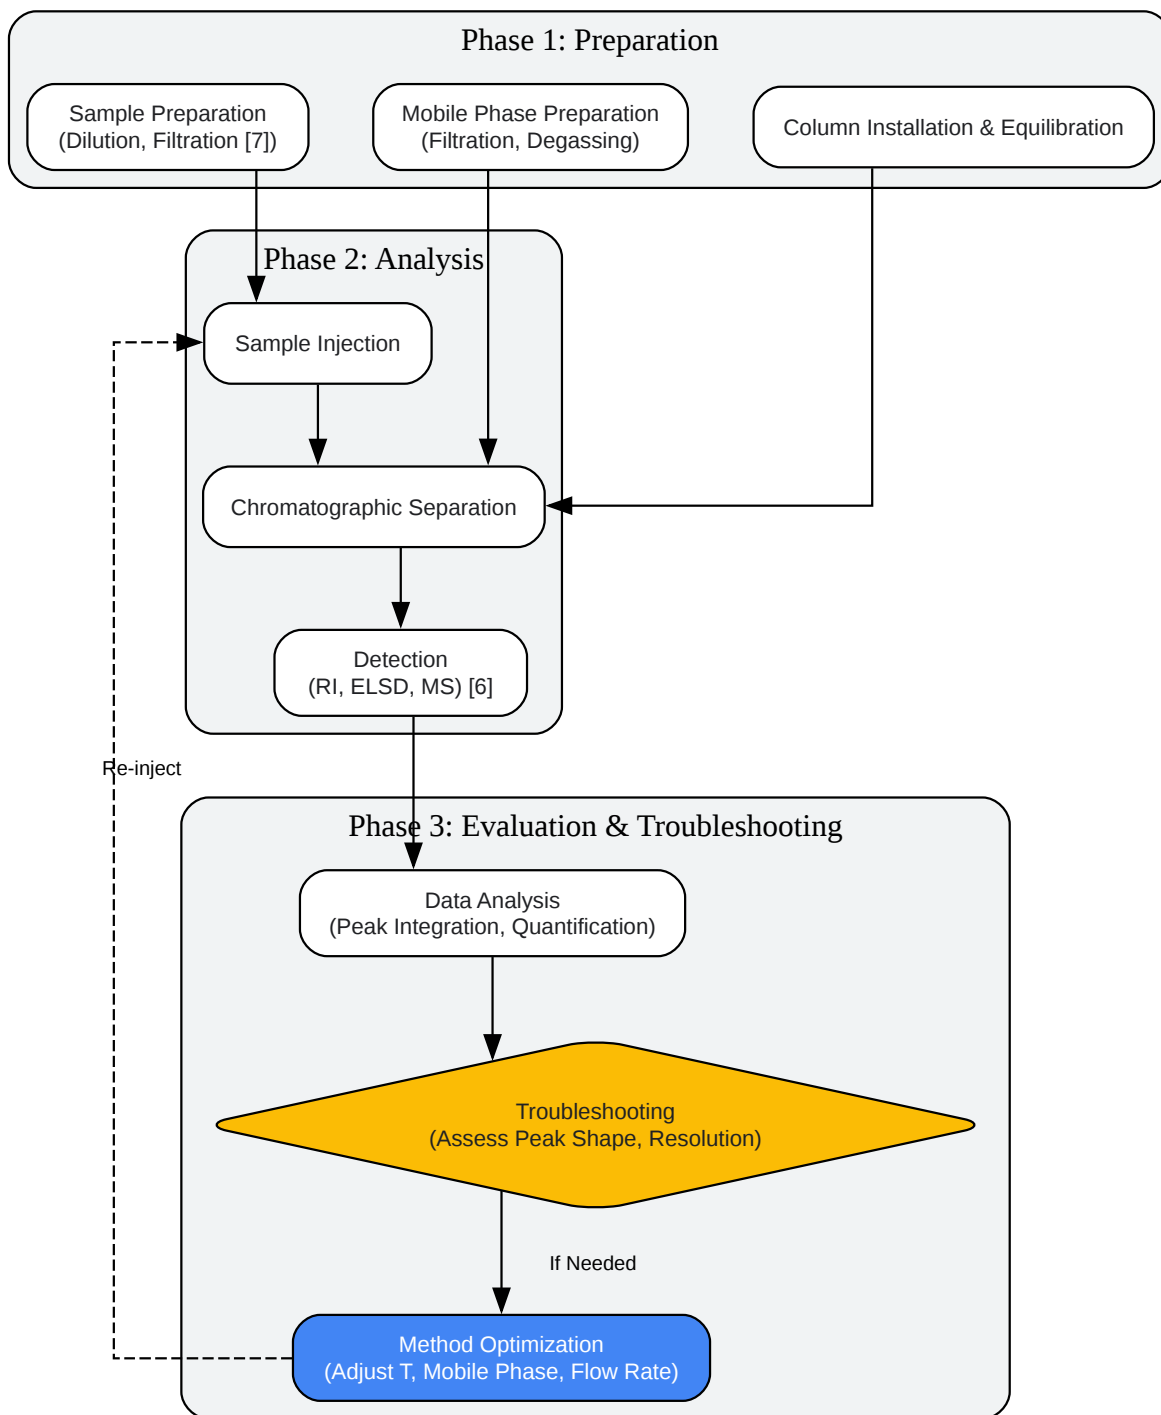 Phase 1: Preparation
Sample Preparation
(Dilution, Filtration [7])
Mobile Phase Preparation
(Filtration, Degassing)
Column Installation & Equilibration
Phase 2: Analysis
Sample Injection
Chromatographic Separation
Detection
(RI, ELSD, MS) [6]
Re-inject
Phase 3: Evaluation & Troubleshooting
Data Analysis
(Peak Integration, Quantification)
Troubleshooting
(Assess Peak Shape, Resolution)
If Needed
Method Optimization
(Adjust T, Mobile Phase, Flow Rate)